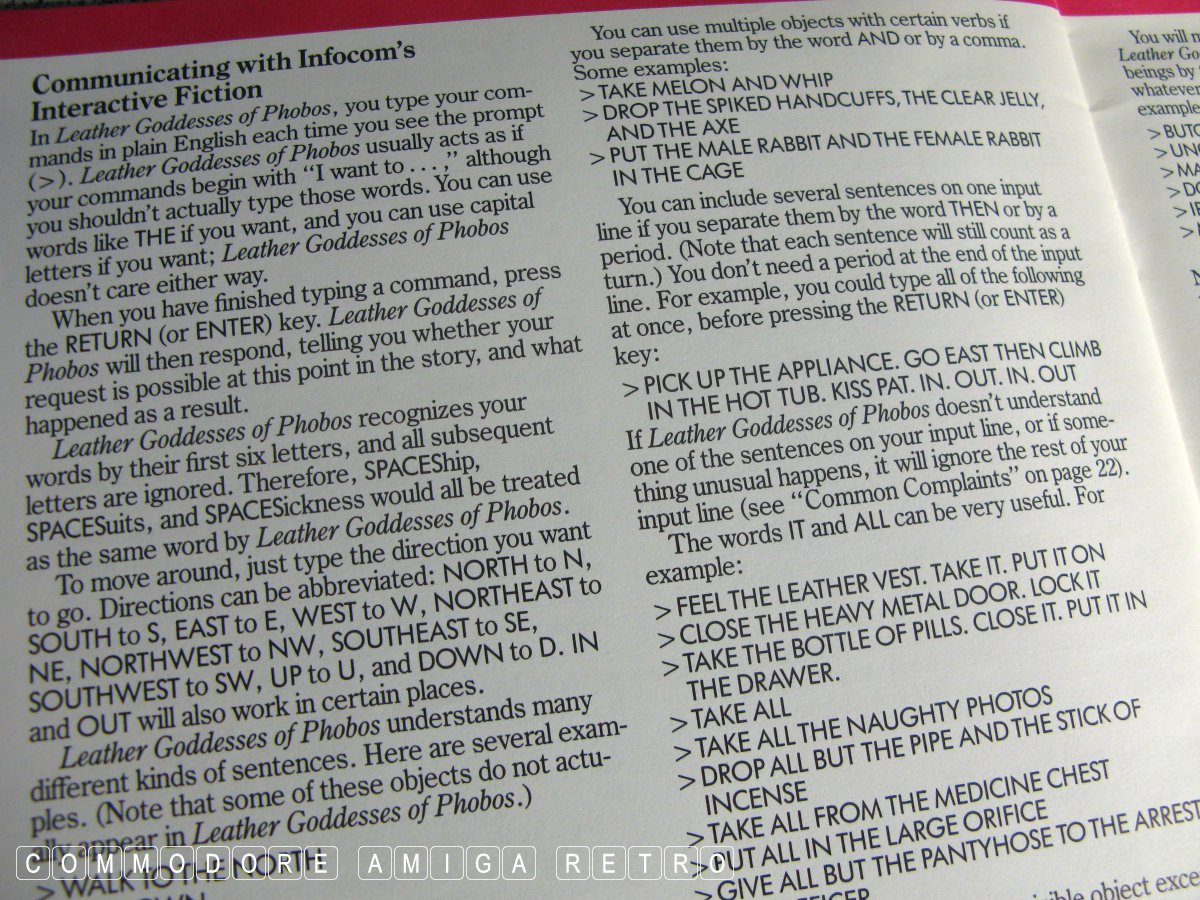 Communicating with Infocom's
Interactive Fiction
In Leather Goddesses of Phobos, you type your com-
mands in plain English each time you see the prompt
(>). Leather Goddesses of Phobos usually acts as if
your commands begin with "I want to . . . ," although
you shouldn't actually type those words. You can use
words like THE if you want, and you can use capital
letters if you want; Leather Goddesses of Phobos
doesn't care either way.
When you have finished typing a command, press
the RETURN (or ENTER) key. Leather Goddesses of
Phobos will then respond, telling you whether your
request is possible at this point in the story, and what
happened as a result.
Leather Goddesses of Phobos recognizes your
words by their first six letters, and all subsequent
letters are ignored. Therefore, SPACEShip,
SPACESuits, and SPACESickness would all be treated
as the same word by Leather Goddesses of Phobos.
To move around, just type the direction you want
to go. Directions can be abbreviated: NORTH to N,
SOUTH to S, EAST to E, WEST to W, NORTHEAST to
NE, NORTHWEST to NW, SOUTHEAST to SE,
SOUTHWEST to SW, UP to U, and DOWN to D. IN
and OUT will also work in certain places.
Leather Goddesses of Phobos understands many
different kinds of sentences. Here are several exam-
ples. (Note that some of these objects do not actu-
ally appear in Leather Goddesses of Phobos.)
> WALK TO THE NORTH
You can use multiple objects with certain verbs if
you separate them by the word AND or by a comma.
Some examples:
> TAKE MELON AND WHIP
> DROP THE SPIKED HANDCUFFS, THE CLEAR JELLY,
AND THE AXE
> PUT THE MALE RABBIT AND THE FEMALE RABBIT
IN THE CAGE
You can include several sentences on one input
line if you separate them by the word THEN or by a
period. (Note that each sentence will still count as a
turn.) You don't need a period at the end of the input
line. For example, you could type all of the following
at once, before pressing the RETURN (or ENTER)
key:
> PICK UP THE APPLIANCE. GO EAST THEN CLIMB
IN THE HOT TUB. KISS PAT. IN. OUT. IN. OUT
If Leather Goddesses of Phobos doesn't understand
one of the sentences on your input line, or if some-
thing unusual happens, it will ignore the rest of your
input line (see "Common Complaints" on page 22).
The words IT and ALL can be very useful. For
example:
> FEEL THE LEATHER VEST. TAKE IT. PUT IT ON
> CLOSE THE HEAVY METAL DOOR. LOCK IT
> TAKE THE BOTTLE OF PILLS. CLOSE IT. PUT IT IN
THE DRAWER.
> TAKE ALL
> TAKE ALL THE NAUGHTY PHOTOS
> DROP ALL BUT THE PIPE AND THE STICK OF
INCENSE
> TAKE ALL FROM THE MEDICINE CHEST
> PUT ALL IN THE LARGE ORIFICE
> GIVE ALL BUT THE PANTYHOSE TO THE ARREST
object exce
You will
Leather Go
beings by
whatever
example
> BUTC
> UNG
> MA
> DO
COMMODORE AMIGA RETRO